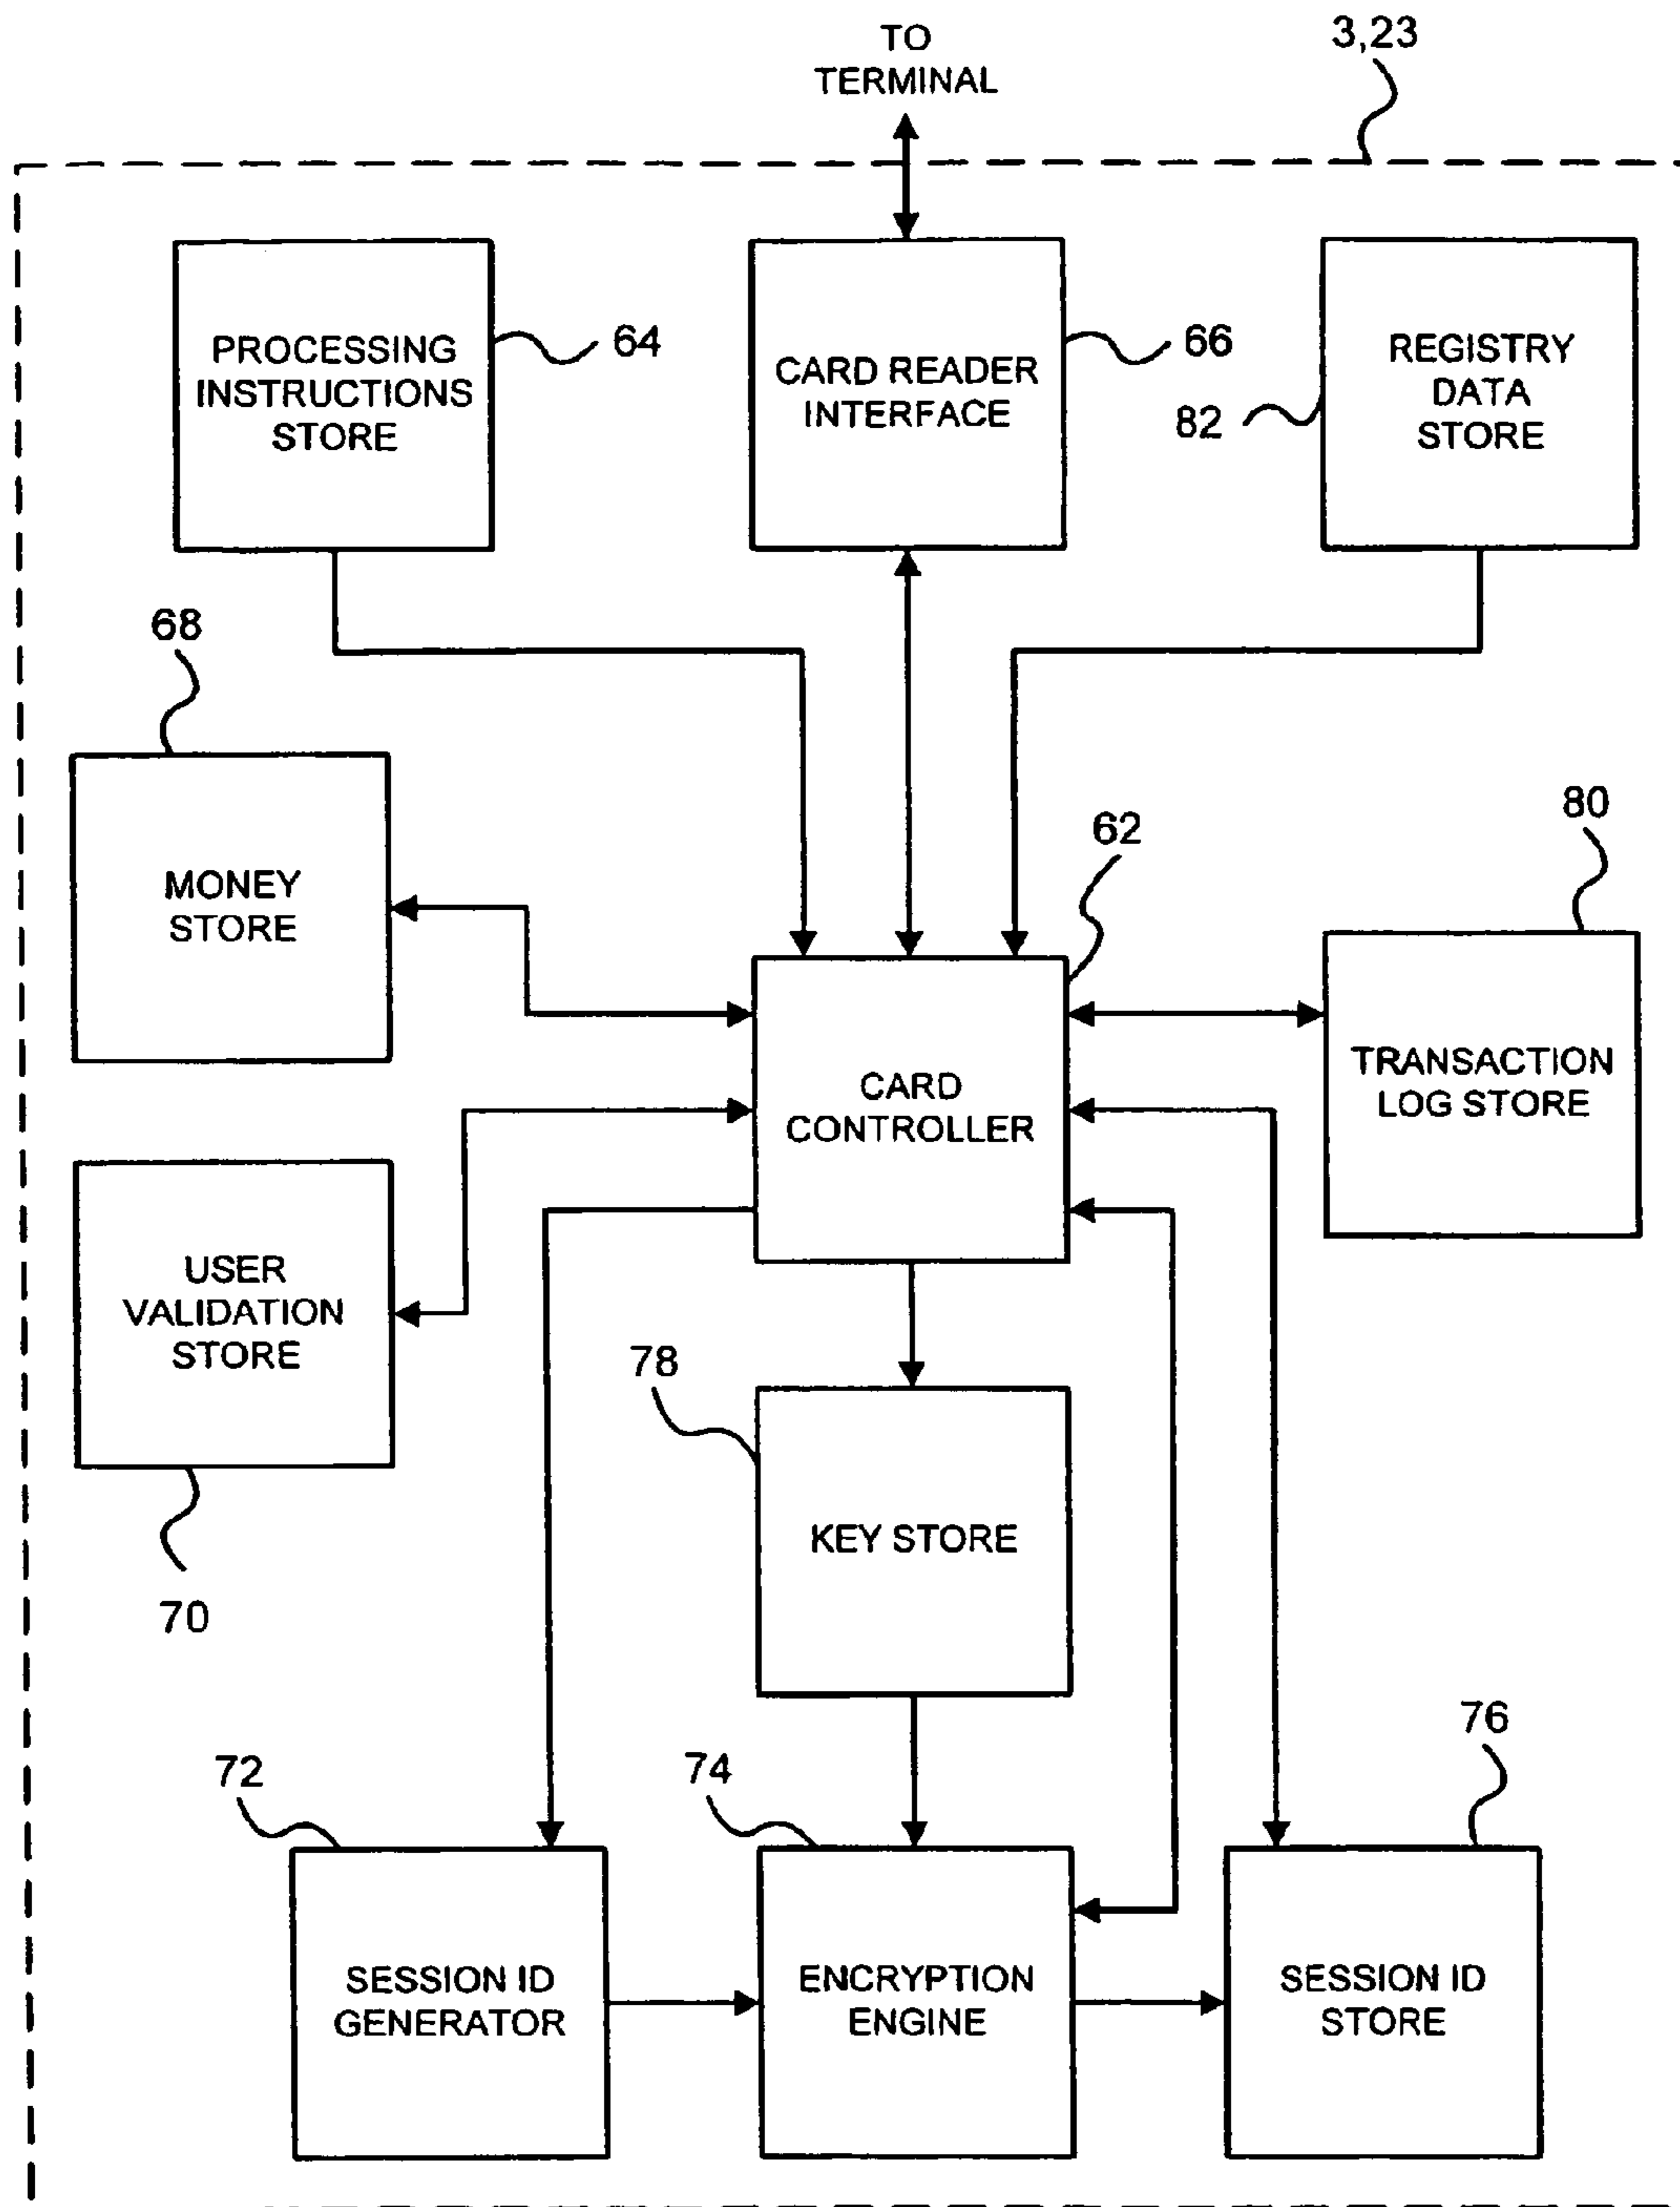 TO
TERMINAL
3,23
PROCESSING
INSTRUCTIONS
STORE
64
CARD READER
INTERFACE
66
REGISTRY
DATA
STORE
82
68
MONEY
STORE
62
80
CARD
CONTROLLER
TRANSACTION
LOG STORE
USER
VALIDATION
STORE
70
78
KEY STORE
72
74
76
SESSION ID
GENERATOR
ENCRYPTION
ENGINE
SESSION ID
STORE